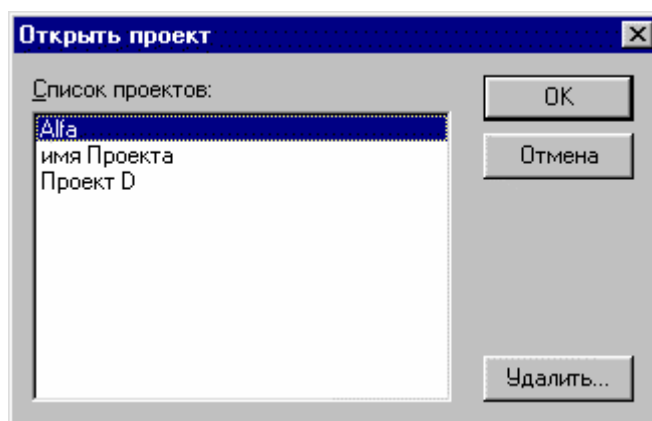 Открыть проект
Список проектов:
Alfa
имя Проекта
Проект D
OK
Отмена
Удалить...